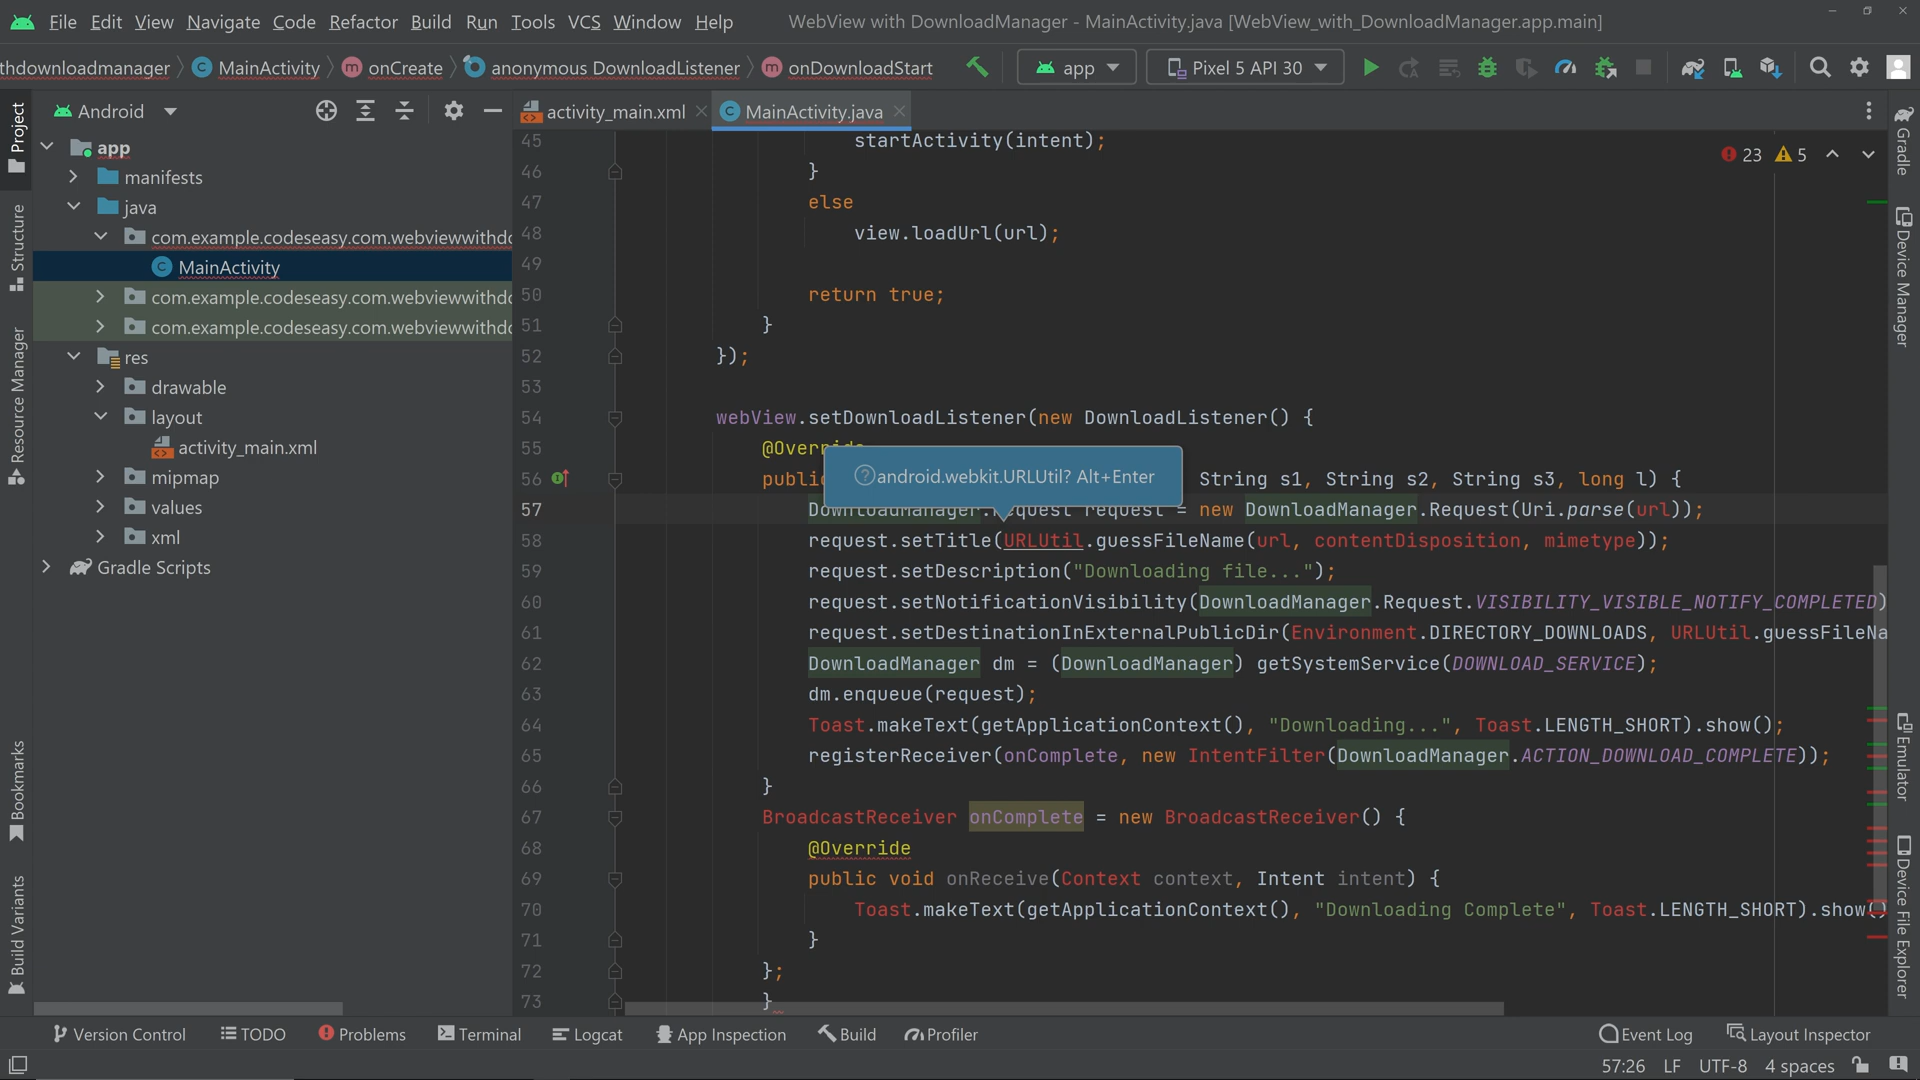 File Edit View Navigate Code Refactor Build Run Tools VCS Window Help WebView with DownloadManager - MainActivity.java [WebView_with_DownloadManager.app.main]
thdownloadmanager MainActivity onCreate anonymous DownloadListener onDownloadStart app Pixel 5 API 30
Android
activity_main.xml MainActivity.java
Project
Structure
Resource Manager
Bookmarks
Build Variants
app
manifests
java
com.example.codeseasy.com.webviewwithdo
MainActivity
com.example.codeseasy.com.webviewwithdo
com.example.codeseasy.com.webviewwithdo
res
drawable
layout
activity_main.xml
mipmap
values
xml
Gradle Scripts
23 5
45 startActivity(intent);
46 }
47 else
48 view.loadUrl(url);
49
50 return true;
51 }
52 });
53
54 webView.setDownloadListener(new DownloadListener() {
55 @Override
android.webkit.URLUtil? Alt+Enter
56 public String s1, String s2, String s3, long l) {
57 DownloadManager.Request request = new DownloadManager.Request(Uri.parse(url));
58 request.setTitle(URLUtil.guessFileName(url, contentDisposition, mimetype));
59 request.setDescription("Downloading file...");
60 request.setNotificationVisibility(DownloadManager.Request.VISIBILITY_VISIBLE_NOTIFY_COMPLETED)
61 request.setDestinationInExternalPublicDir(Environment.DIRECTORY_DOWNLOADS, URLUtil.guessFileNa
62 DownloadManager dm = (DownloadManager) getSystemService(DOWNLOAD_SERVICE);
63 dm.enqueue(request);
64 Toast.makeText(getApplicationContext(), "Downloading...", Toast.LENGTH_SHORT).show();
65 registerReceiver(onComplete, new IntentFilter(DownloadManager.ACTION_DOWNLOAD_COMPLETE));
66 }
67 BroadcastReceiver onComplete = new BroadcastReceiver() {
68 @Override
69 public void onReceive(Context context, Intent intent) {
70 Toast.makeText(getApplicationContext(), "Downloading Complete", Toast.LENGTH_SHORT).show()
71 }
72 };
73 }
Gradle
Device Manager
Emulator
Device File Explorer
Version Control TODO Problems Terminal Logcat App Inspection Build Profiler Event Log Layout Inspector
57:26 LF UTF-8 4 spaces